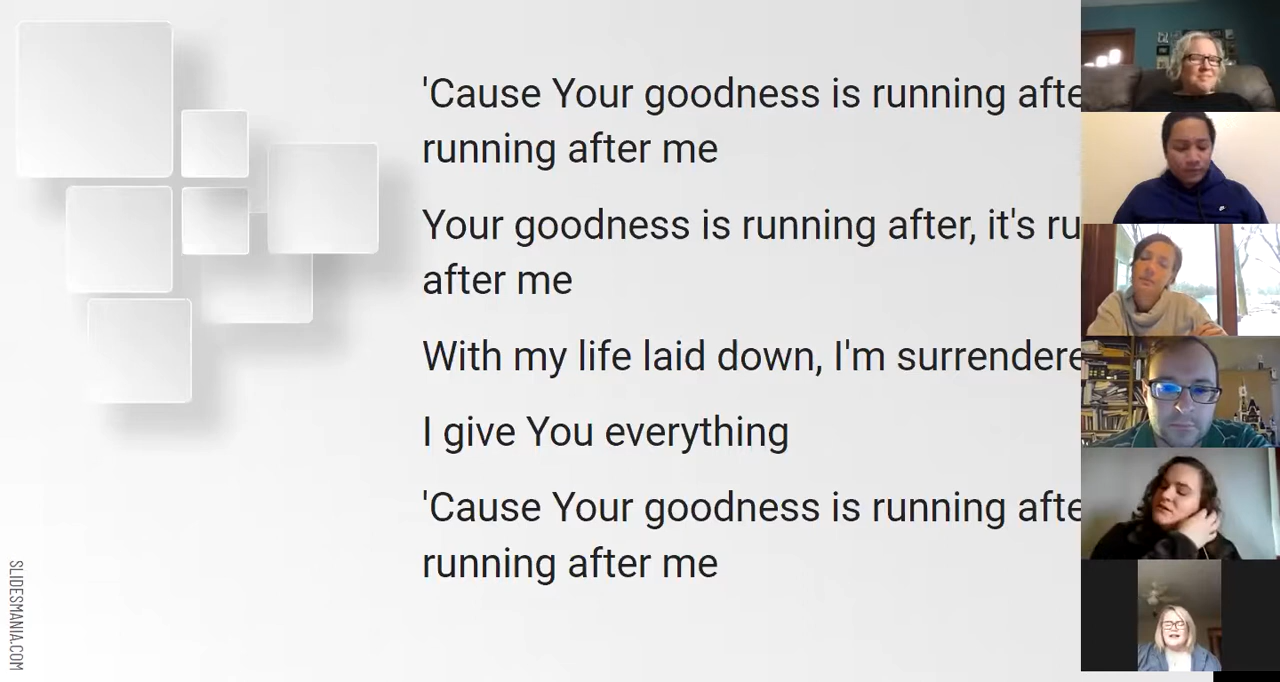 'Cause Your goodness is running afte
running after me
Your goodness is running after, it's ru
after me
With my life laid down, I'm surrendere
I give You everything
'Cause Your goodness is running afte
running after me
SLIDESMANIA.COM